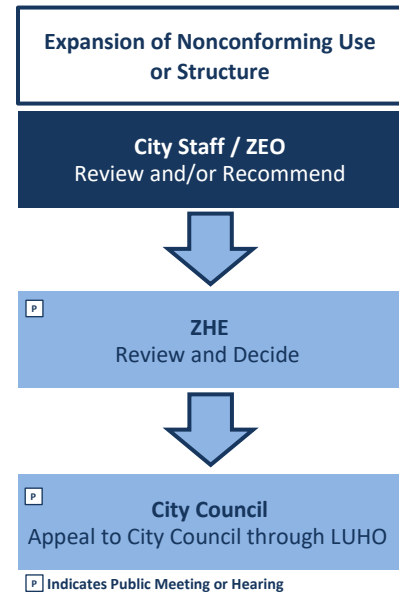 Expansion of Nonconforming Use
or Structure
City Staff / ZEO
Review and/or Recommend
P
ZHE
Review and Decide
P
City Council
Appeal to City Council through LUHO
P Indicates Public Meeting or Hearing